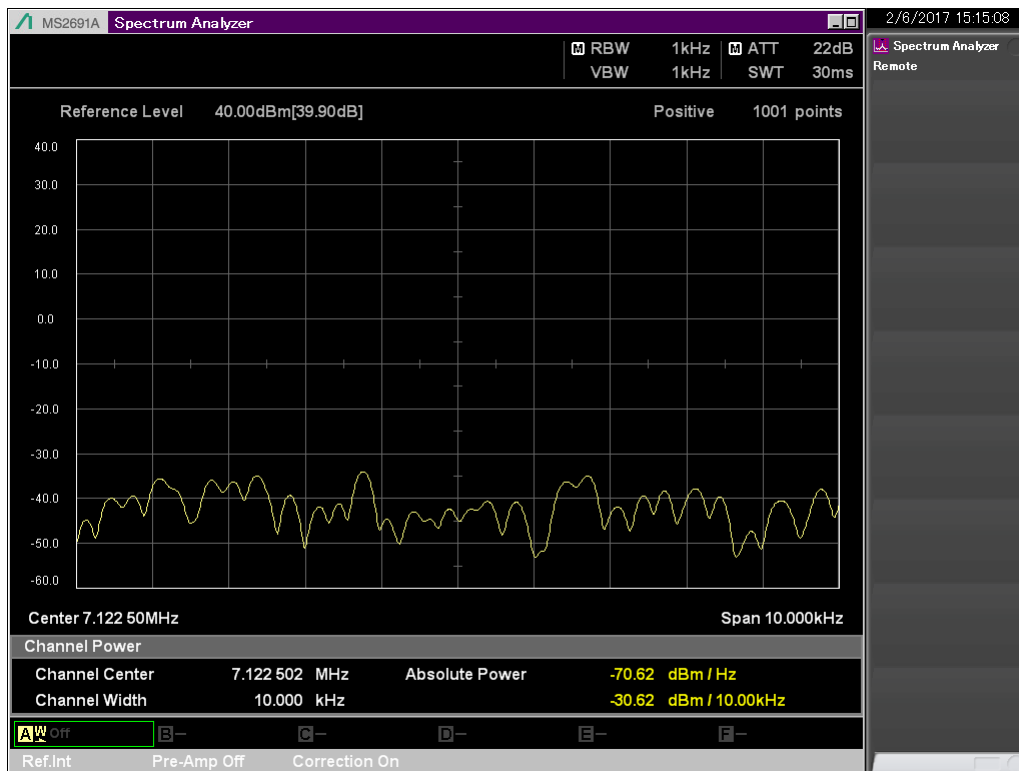 MS2691A Spectrum Analyzer
2/6/2017 15:15:08
M RBW 1kHz M ATT 22dB
VBW 1kHz SWT 30ms
Spectrum Analyzer
Remote
Reference Level 40.00dBm[39.90dB] Positive 1001 points
40.0
30.0
20.0
10.0
0.0
-10.0
-20.0
-30.0
-40.0
-50.0
-60.0
Center 7.122 50MHz Span 10.000kHz
Channel Power
Channel Center 7.122 502 MHz Absolute Power -70.62 dBm / Hz
Channel Width 10.000 kHz -30.62 dBm / 10.00kHz
A W Off B — C — D — E — F —
Ref.Int Pre-Amp Off Correction On